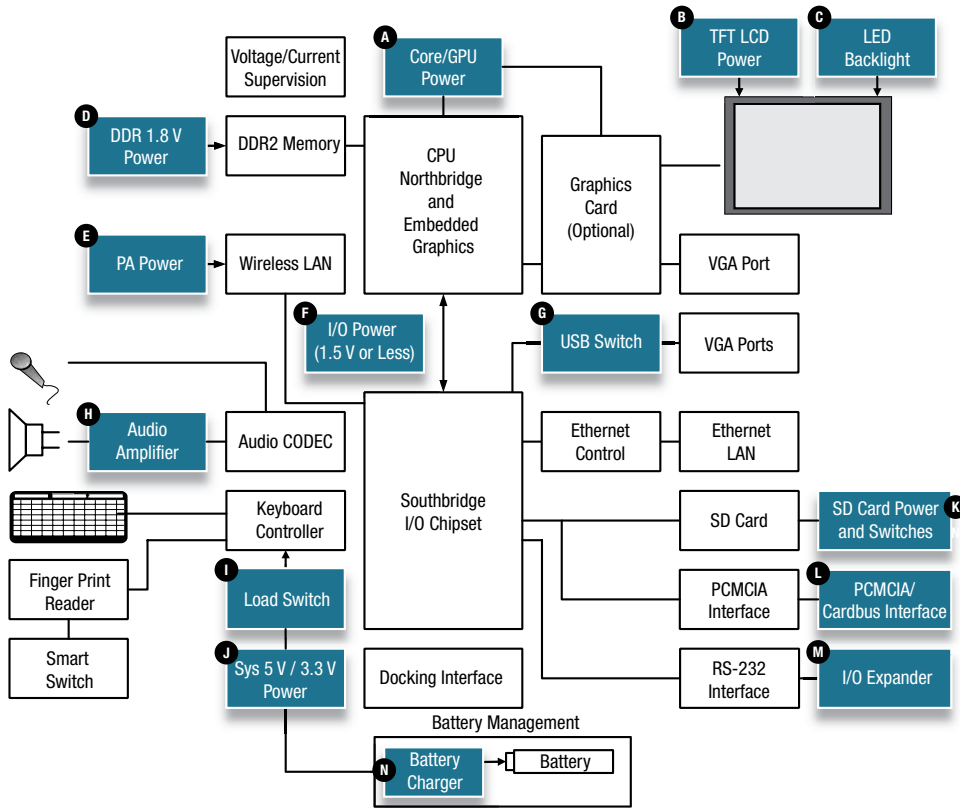 A
Core/GPU
Power
B
TFT LCD
Power
C
LED
Backlight
Voltage/Current
Supervision
D
DDR 1.8 V
Power
DDR2 Memory
CPU
Northbridge
and
Embedded
Graphics
Graphics
Card
(Optional)
E
PA Power
Wireless LAN
VGA Port
F
I/O Power
(1.5 V or Less)
G
USB Switch
VGA Ports
H
Audio
Amplifier
Audio CODEC
Ethernet
Control
Ethernet
LAN
Southbridge
I/O Chipset
Keyboard
Controller
SD Card
SD Card Power
and Switches
K
N
Finger Print
Reader
I
Load Switch
PCMCIA
Interface
L
PCMCIA/
Cardbus Interface
Smart
Switch
J
Sys 5 V / 3.3 V
Power
Docking Interface
RS-232
Interface
M
I/O Expander
Battery Management
N
Battery
Charger
Battery